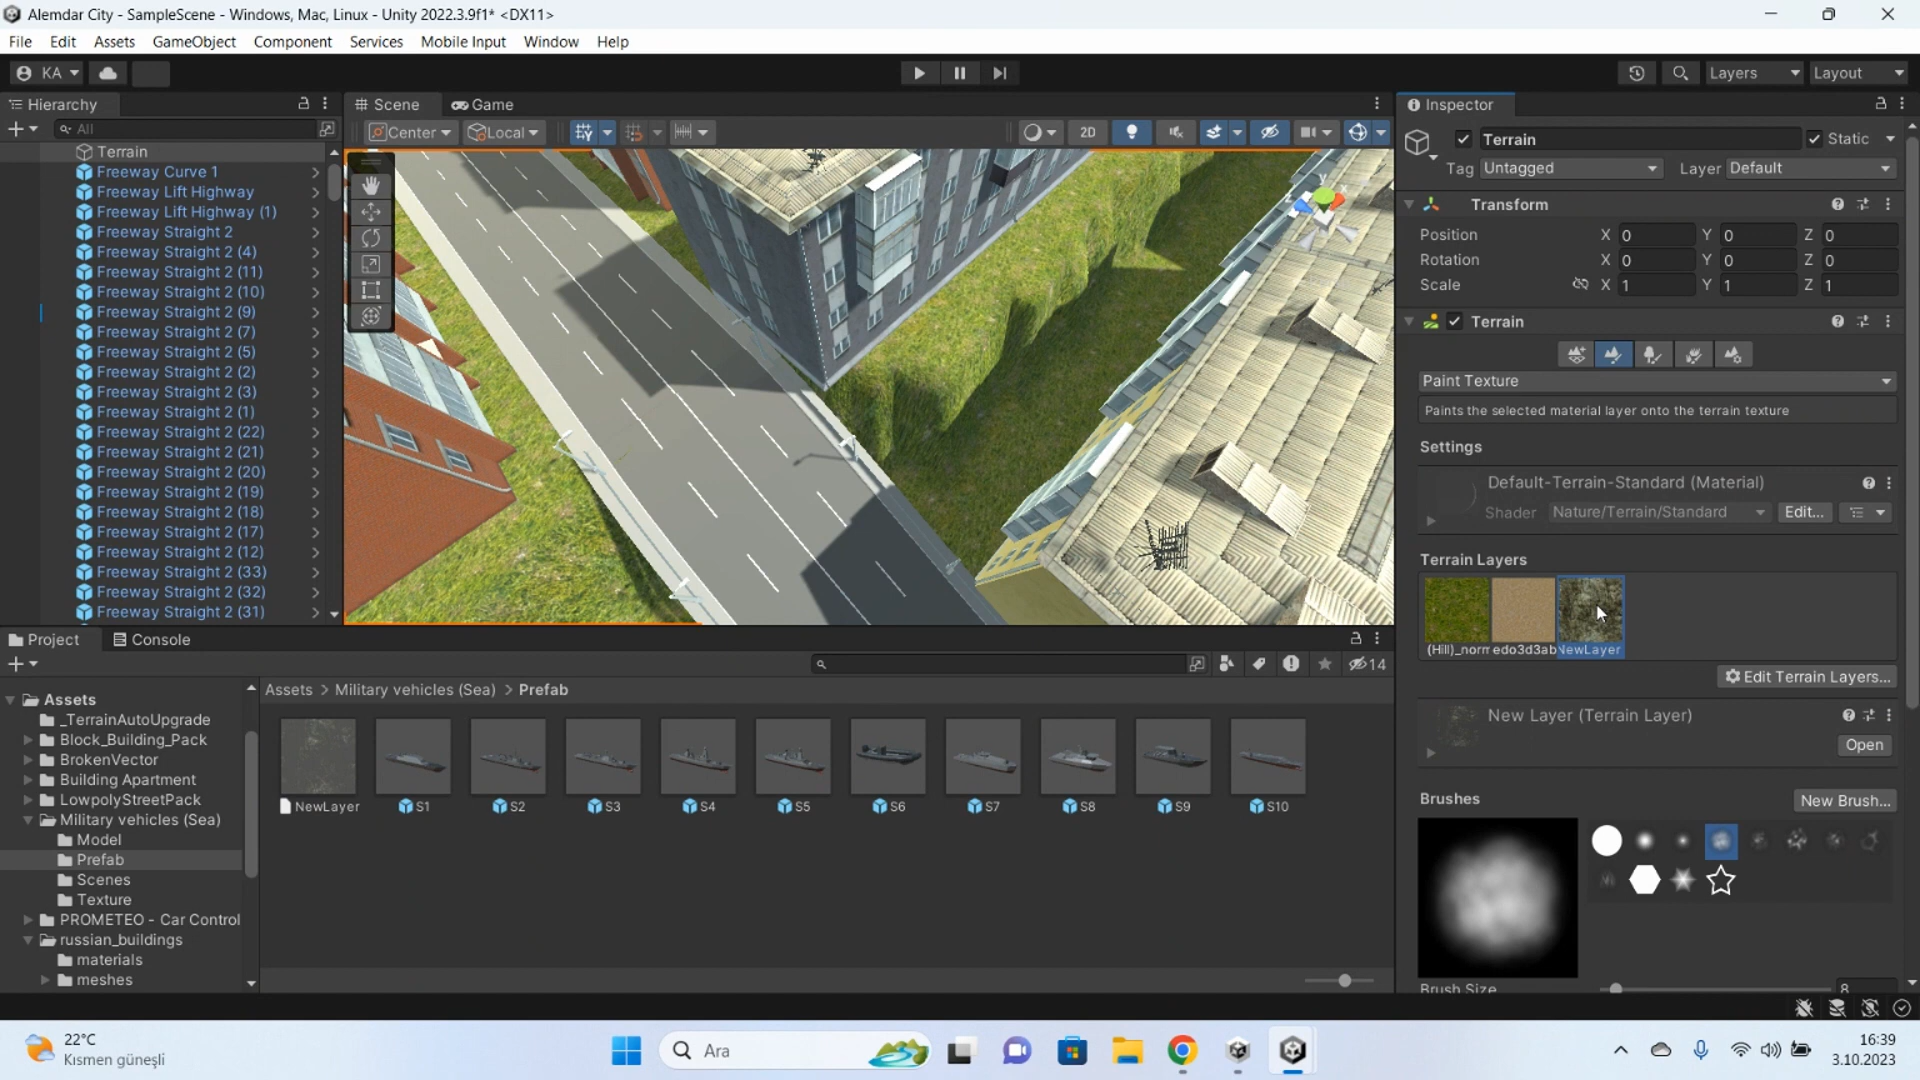 Alemdar City - SampleScene - Windows, Mac, Linux - Unity 2022.3.9f1* <DX11>
File Edit Assets GameObject Component Services Mobile Input Window Help
KA Layers Layout
Hierarchy
All
Terrain
Freeway Curve 1
Freeway Lift Highway
Freeway Lift Highway (1)
Freeway Straight 2
Freeway Straight 2 (4)
Freeway Straight 2 (11)
Freeway Straight 2 (10)
Freeway Straight 2 (9)
Freeway Straight 2 (7)
Freeway Straight 2 (5)
Freeway Straight 2 (2)
Freeway Straight 2 (3)
Freeway Straight 2 (1)
Freeway Straight 2 (22)
Freeway Straight 2 (21)
Freeway Straight 2 (20)
Freeway Straight 2 (19)
Freeway Straight 2 (18)
Freeway Straight 2 (17)
Freeway Straight 2 (12)
Freeway Straight 2 (33)
Freeway Straight 2 (32)
Freeway Straight 2 (31)
Scene Game
Center Local 2D
y
x
z
Inspector
Terrain Static
Tag Untagged Layer Default
Transform
Position X 0 Y 0 Z 0
Rotation X 0 Y 0 Z 0
Scale X 1 Y 1 Z 1
Terrain
Paint Texture
Paints the selected material layer onto the terrain texture
Settings
Default-Terrain-Standard (Material)
Shader Nature/Terrain/Standard Edit...
Terrain Layers
(Hill)_norm edo3d3ab NewLayer
Edit Terrain Layers...
New Layer (Terrain Layer)
Open
Brushes
New Brush...
Brush Size 8
Project Console
14
Assets
_TerrainAutoUpgrade
Block_Building_Pack
BrokenVector
Building Apartment
LowpolyStreetPack
Military vehicles (Sea)
Model
Prefab
Scenes
Texture
PROMETEO - Car Control
russian_buildings
materials
meshes
Assets > Military vehicles (Sea) > Prefab
NewLayer S1 S2 S3 S4 S5 S6 S7 S8 S9 S10
22°C
Kısmen güneşli
Ara
16:39
3.10.2023